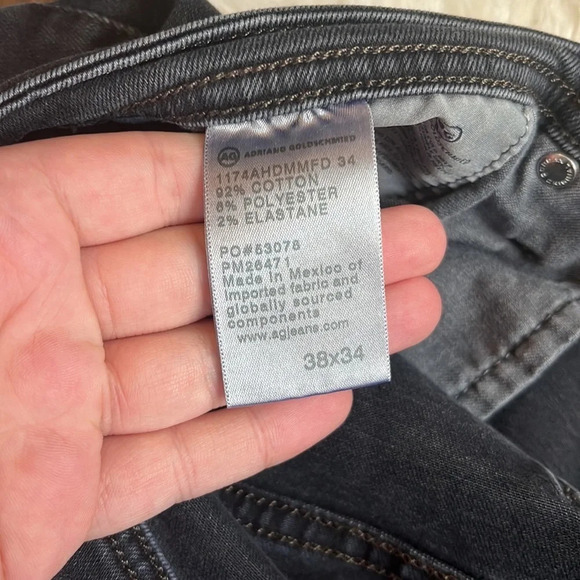 AG ADRIANO GOLDSCHMIED
1174AHDMMFD 34
92% COTTON
6% POLYESTER
2% ELASTANE
PO#53078
PM26471
Made in Mexico of
Imported fabric and
globally sourced
components
www.agjeans.com
38x34